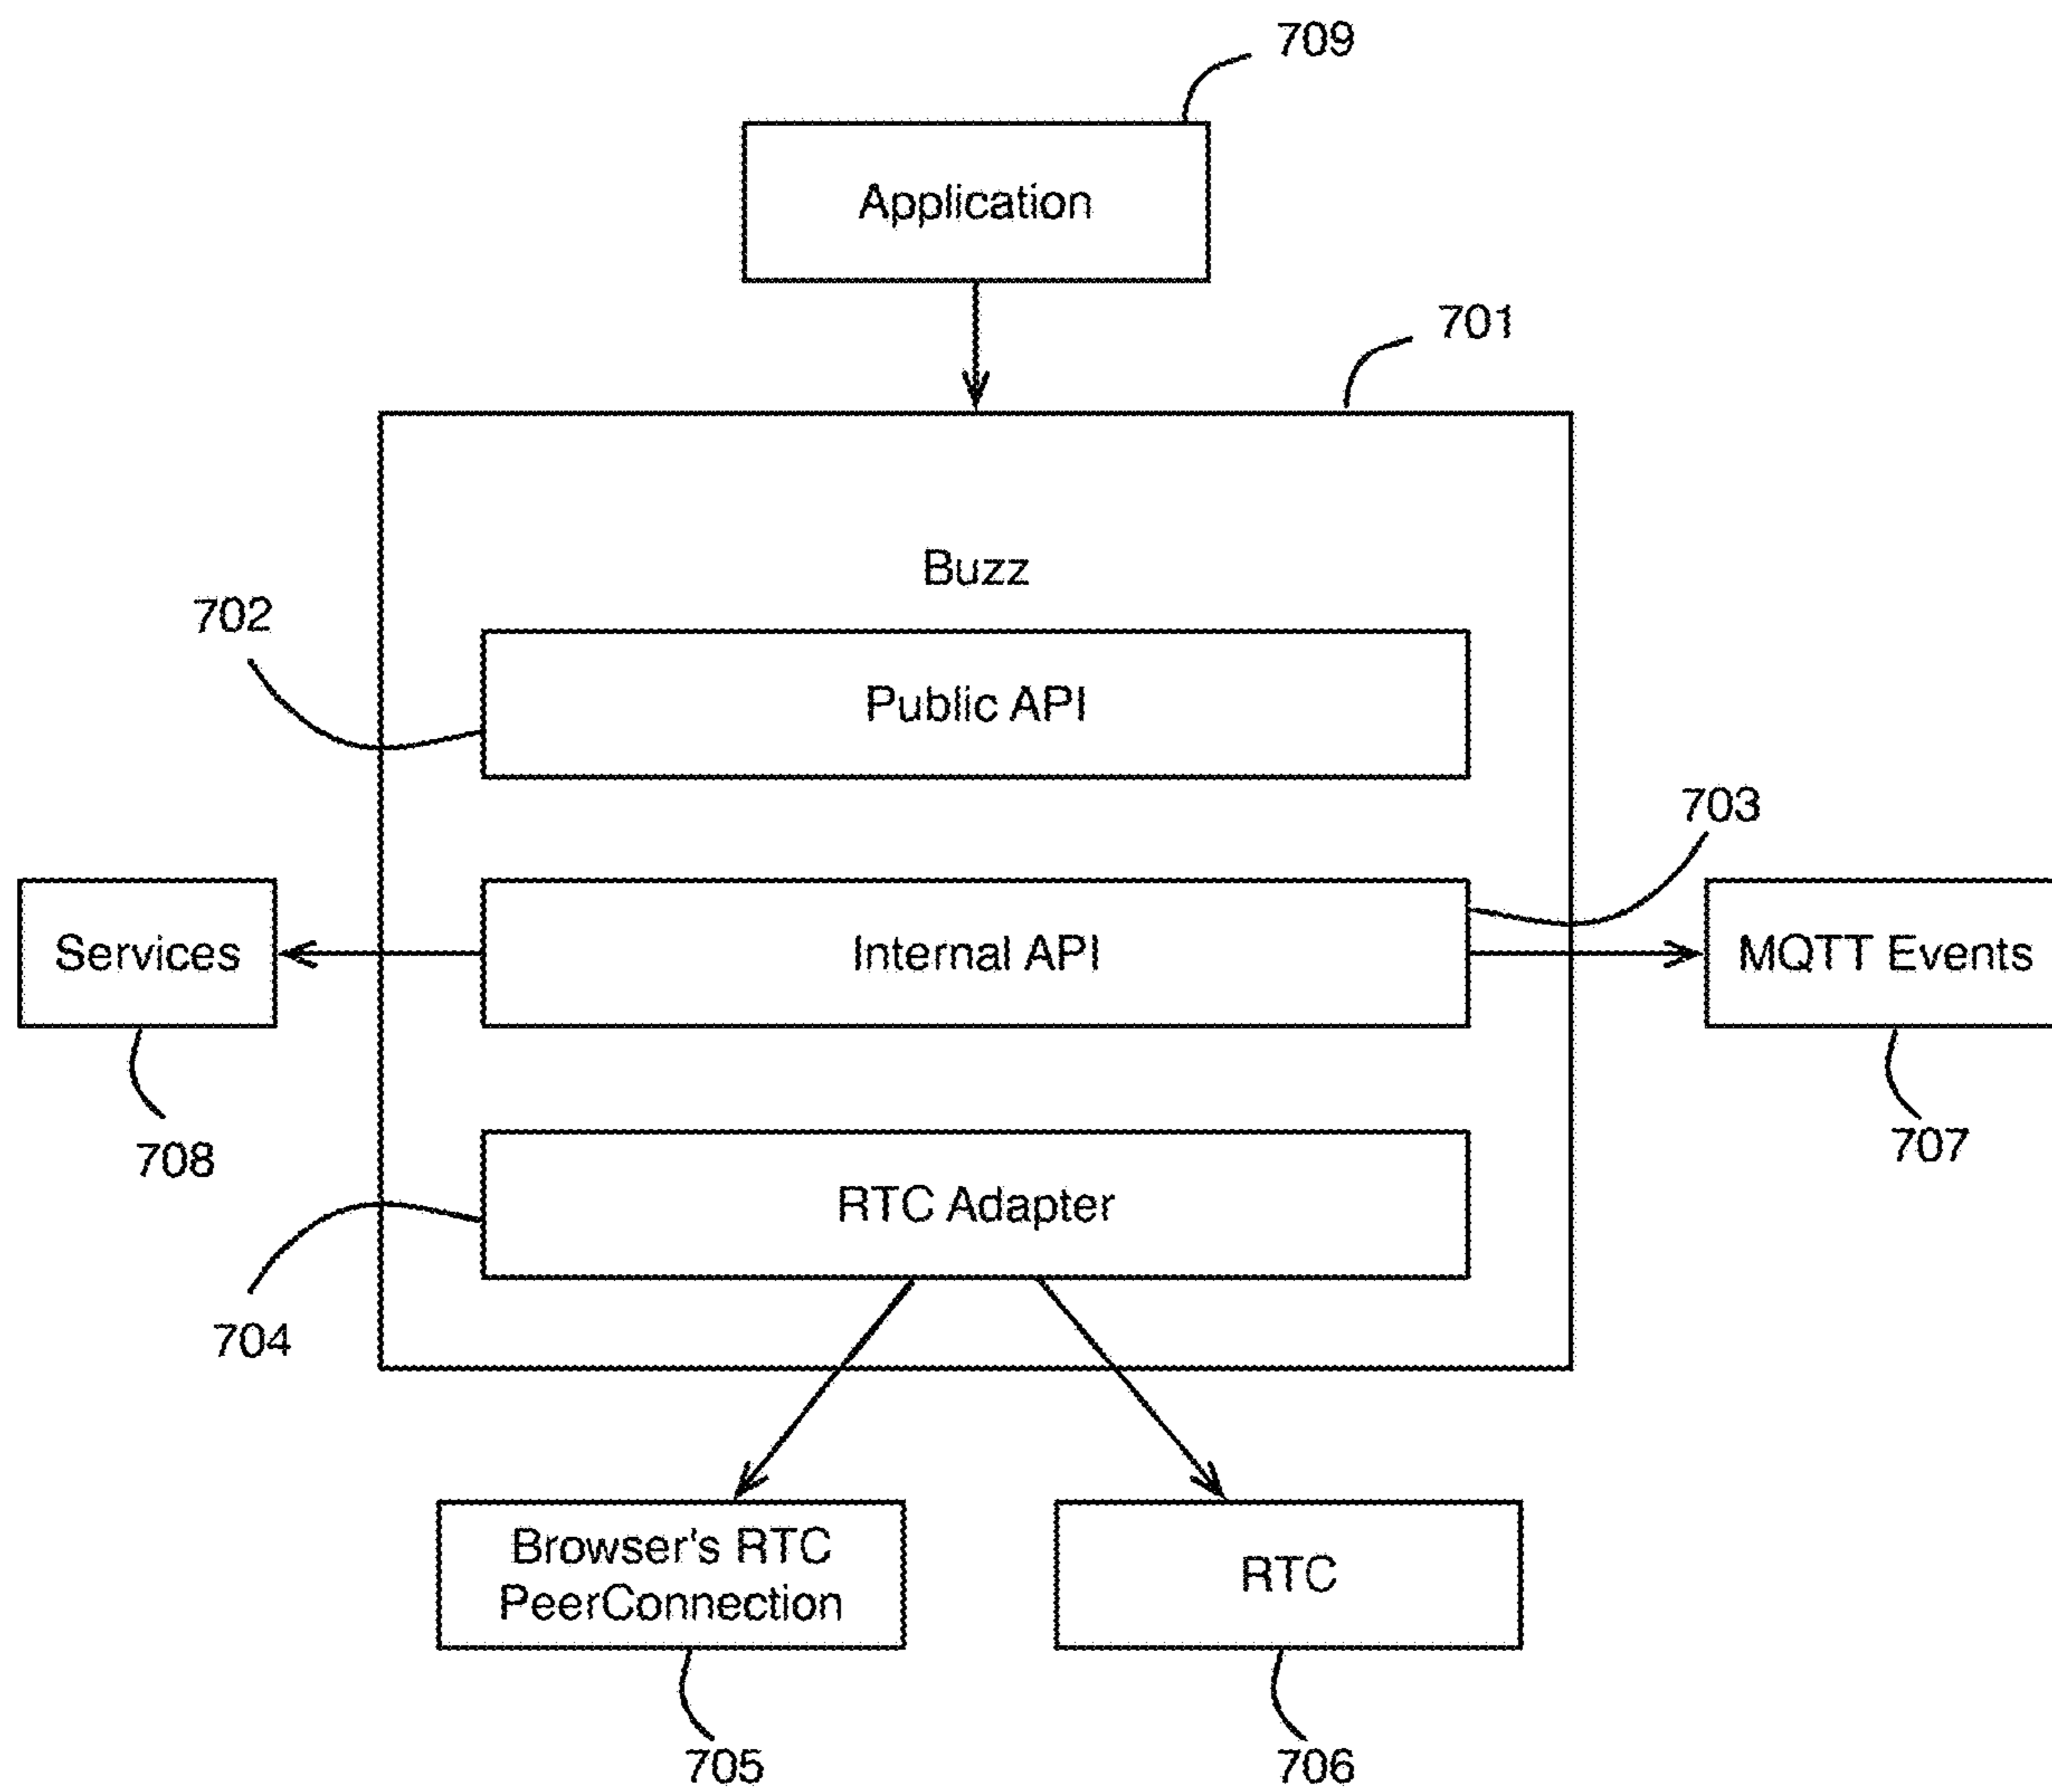 709
Application
701
Buzz
702
Public API
703
Services
Internal API
MQTT Events
708
707
RTC Adapter
704
Browser's RTC
PeerConnection
RTC
705
706